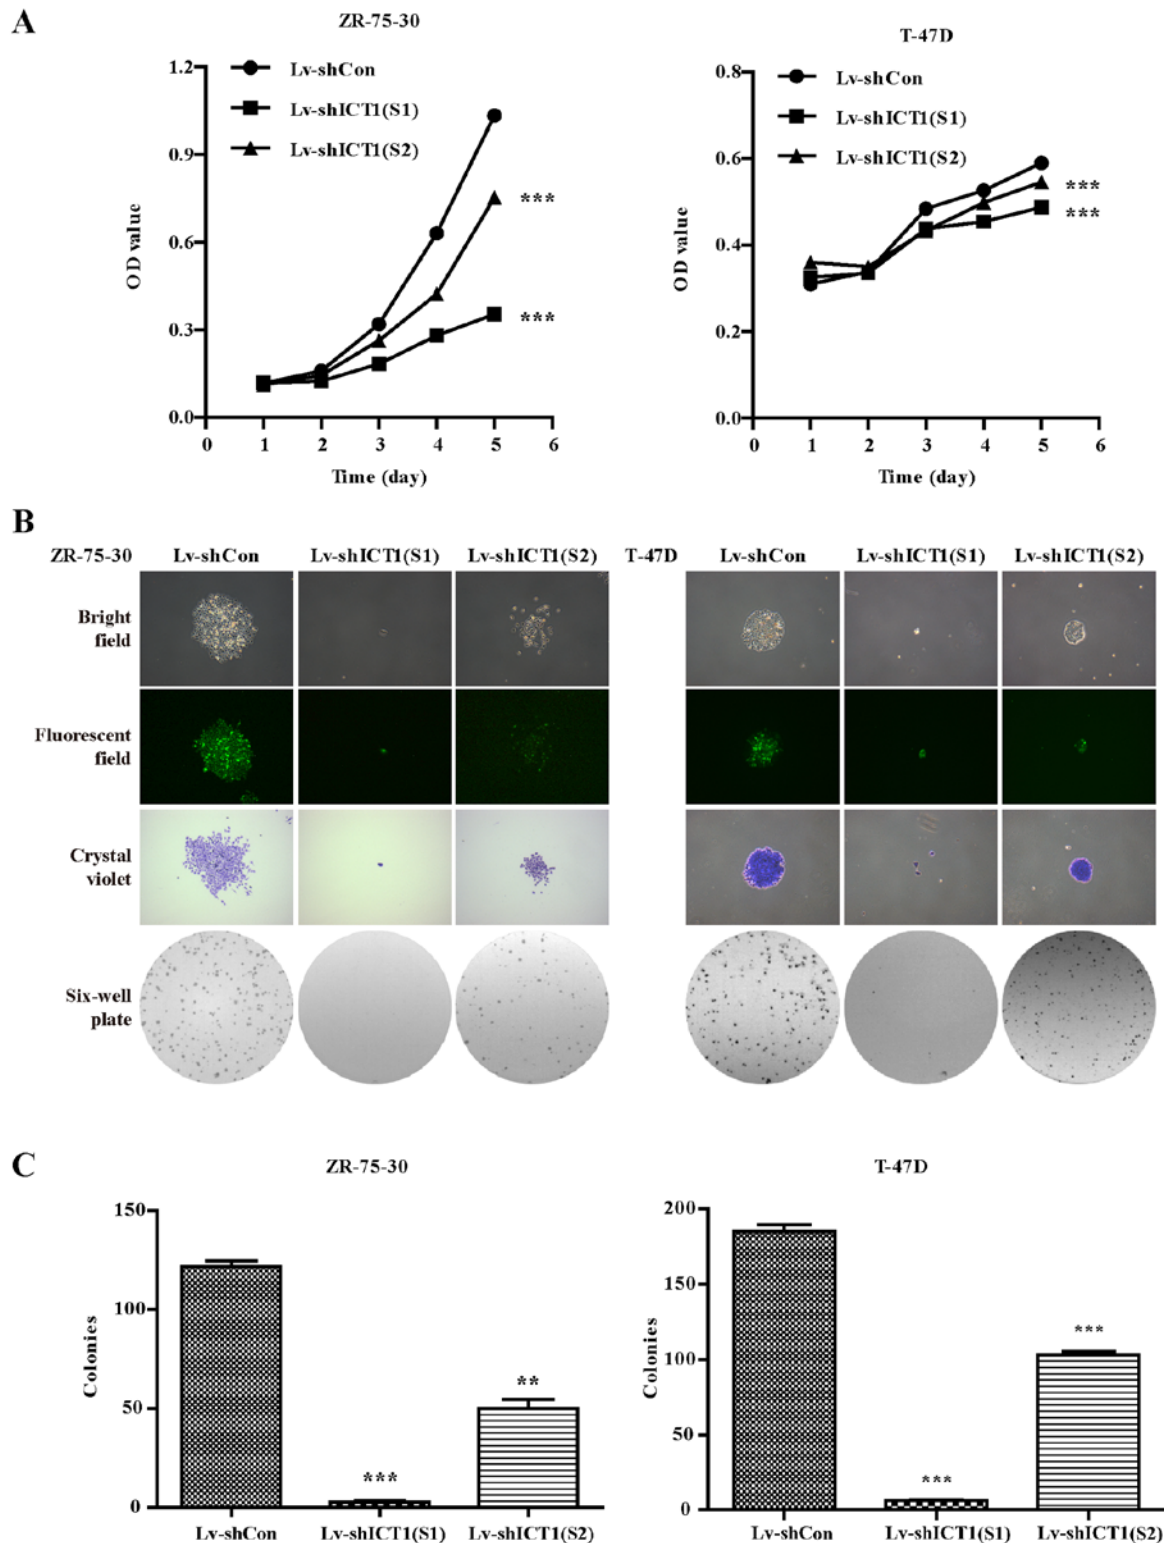 A
ZR-75-30
T-47D
1.2
0.9
0.6
0.3
0.0
OD value
Lv-shCon
Lv-shICT1(S1)
Lv-shICT1(S2)
***
***
0 1 2 3 4 5 6
Time (day)
0.8
0.6
0.4
0.2
0.0
OD value
Lv-shCon
Lv-shICT1(S1)
Lv-shICT1(S2)
***
***
0 1 2 3 4 5 6
Time (day)
B
ZR-75-30 Lv-shCon Lv-shICT1(S1) Lv-shICT1(S2) T-47D Lv-shCon Lv-shICT1(S1) Lv-shICT1(S2)
Bright
field
Fluorescent
field
Crystal
violet
Six-well
plate
C
ZR-75-30
T-47D
150
100
50
0
Colonies
***
**
Lv-shCon Lv-shICT1(S1) Lv-shICT1(S2)
200
150
100
50
0
Colonies
***
***
Lv-shCon Lv-shICT1(S1) Lv-shICT1(S2)